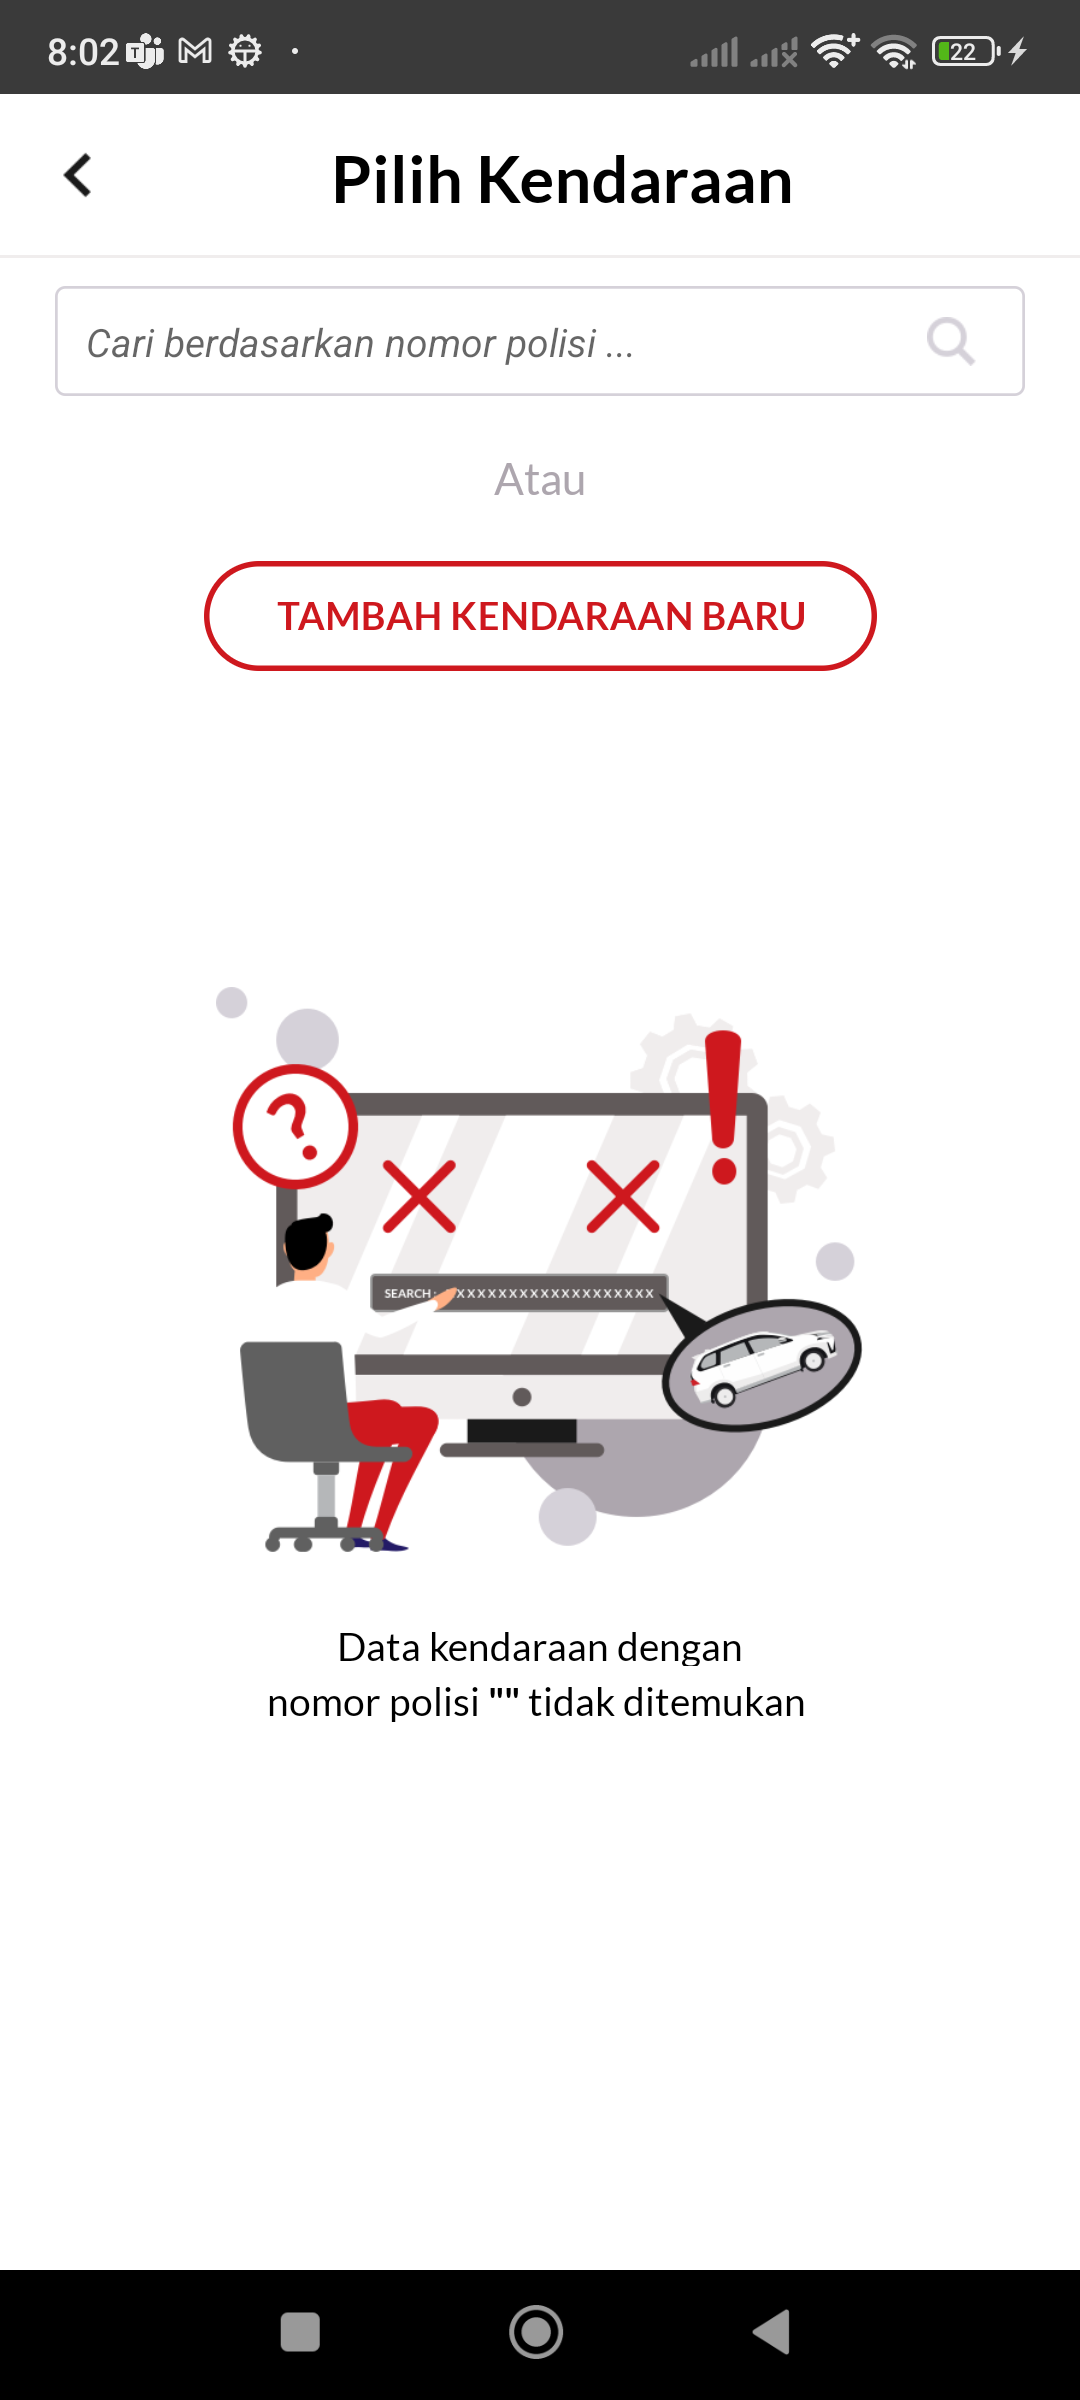 8:02
22
Pilih Kendaraan
Cari berdasarkan nomor polisi ...
Atau
TAMBAH KENDARAAN BARU
SEARCH: XXXXXXXXXXXXXXXXXXX
Data kendaraan dengan
nomor polisi "" tidak ditemukan